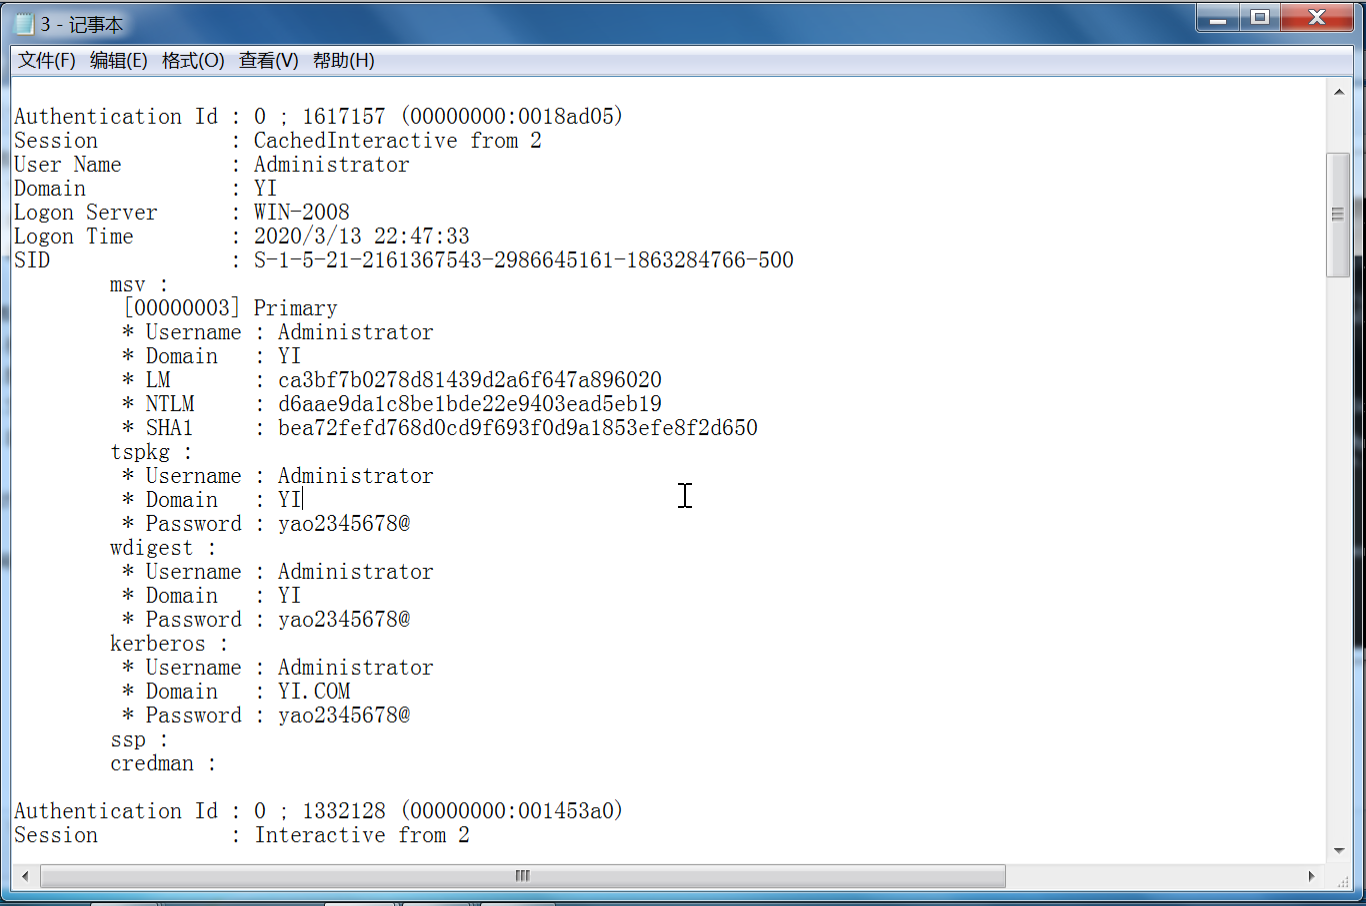 3 - 记事本
文件(F) 编辑(E) 格式(O) 查看(V) 帮助(H)
Authentication Id : 0 ; 1617157 (00000000:0018ad05)
Session : CachedInteractive from 2
User Name : Administrator
Domain : YI
Logon Server : WIN-2008
Logon Time : 2020/3/13 22:47:33
SID : S-1-5-21-2161367543-2986645161-1863284766-500
msv :
[00000003] Primary
* Username : Administrator
* Domain : YI
* LM : ca3bf7b0278d81439d2a6f647a896020
* NTLM : d6aae9da1c8be1bde22e9403ead5eb19
* SHA1 : bea72fefd768d0cd9f693f0d9a1853efe8f2d650
tspkg :
* Username : Administrator
* Domain : YI
* Password : yao2345678@
wdigest :
* Username : Administrator
* Domain : YI
* Password : yao2345678@
kerberos :
* Username : Administrator
* Domain : YI.COM
* Password : yao2345678@
ssp :
credman :
Authentication Id : 0 ; 1332128 (00000000:001453a0)
Session : Interactive from 2